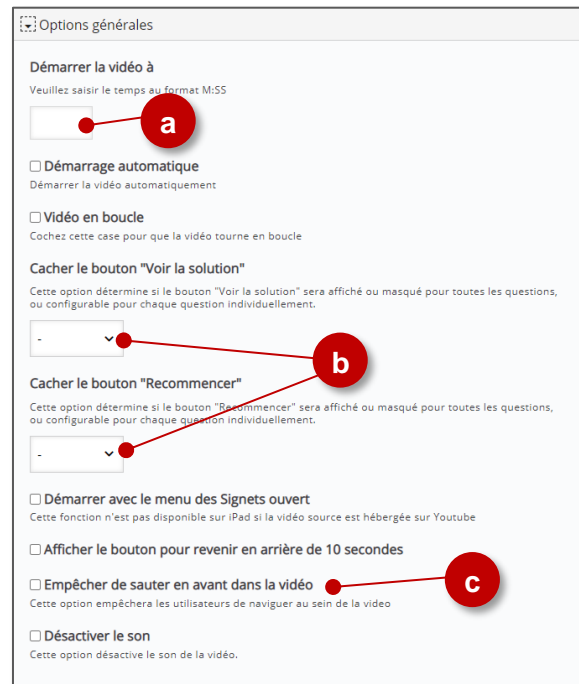 Options générales
Démarrer la vidéo à
Veuillez saisir le temps au format M:SS
a
Démarrage automatique
Démarrer la vidéo automatiquement
Vidéo en boucle
Cochez cette case pour que la vidéo tourne en boucle
Cacher le bouton "Voir la solution"
Cette option détermine si le bouton "Voir la solution" sera affiché ou masqué pour toutes les questions,
ou configurable pour chaque question individuellement.
-
b
Cacher le bouton "Recommencer"
Cette option détermine si le bouton "Recommencer" sera affiché ou masqué pour toutes les questions,
ou configurable pour chaque question individuellement.
-
Démarrer avec le menu des Signets ouvert
Cette fonction n'est pas disponible sur iPad si la vidéo source est hébergée sur Youtube
Afficher le bouton pour revenir en arrière de 10 secondes
Empêcher de sauter en avant dans la vidéo
c
Cette option empêchera les utilisateurs de naviguer au sein de la video
Désactiver le son
Cette option désactive le son de la vidéo.